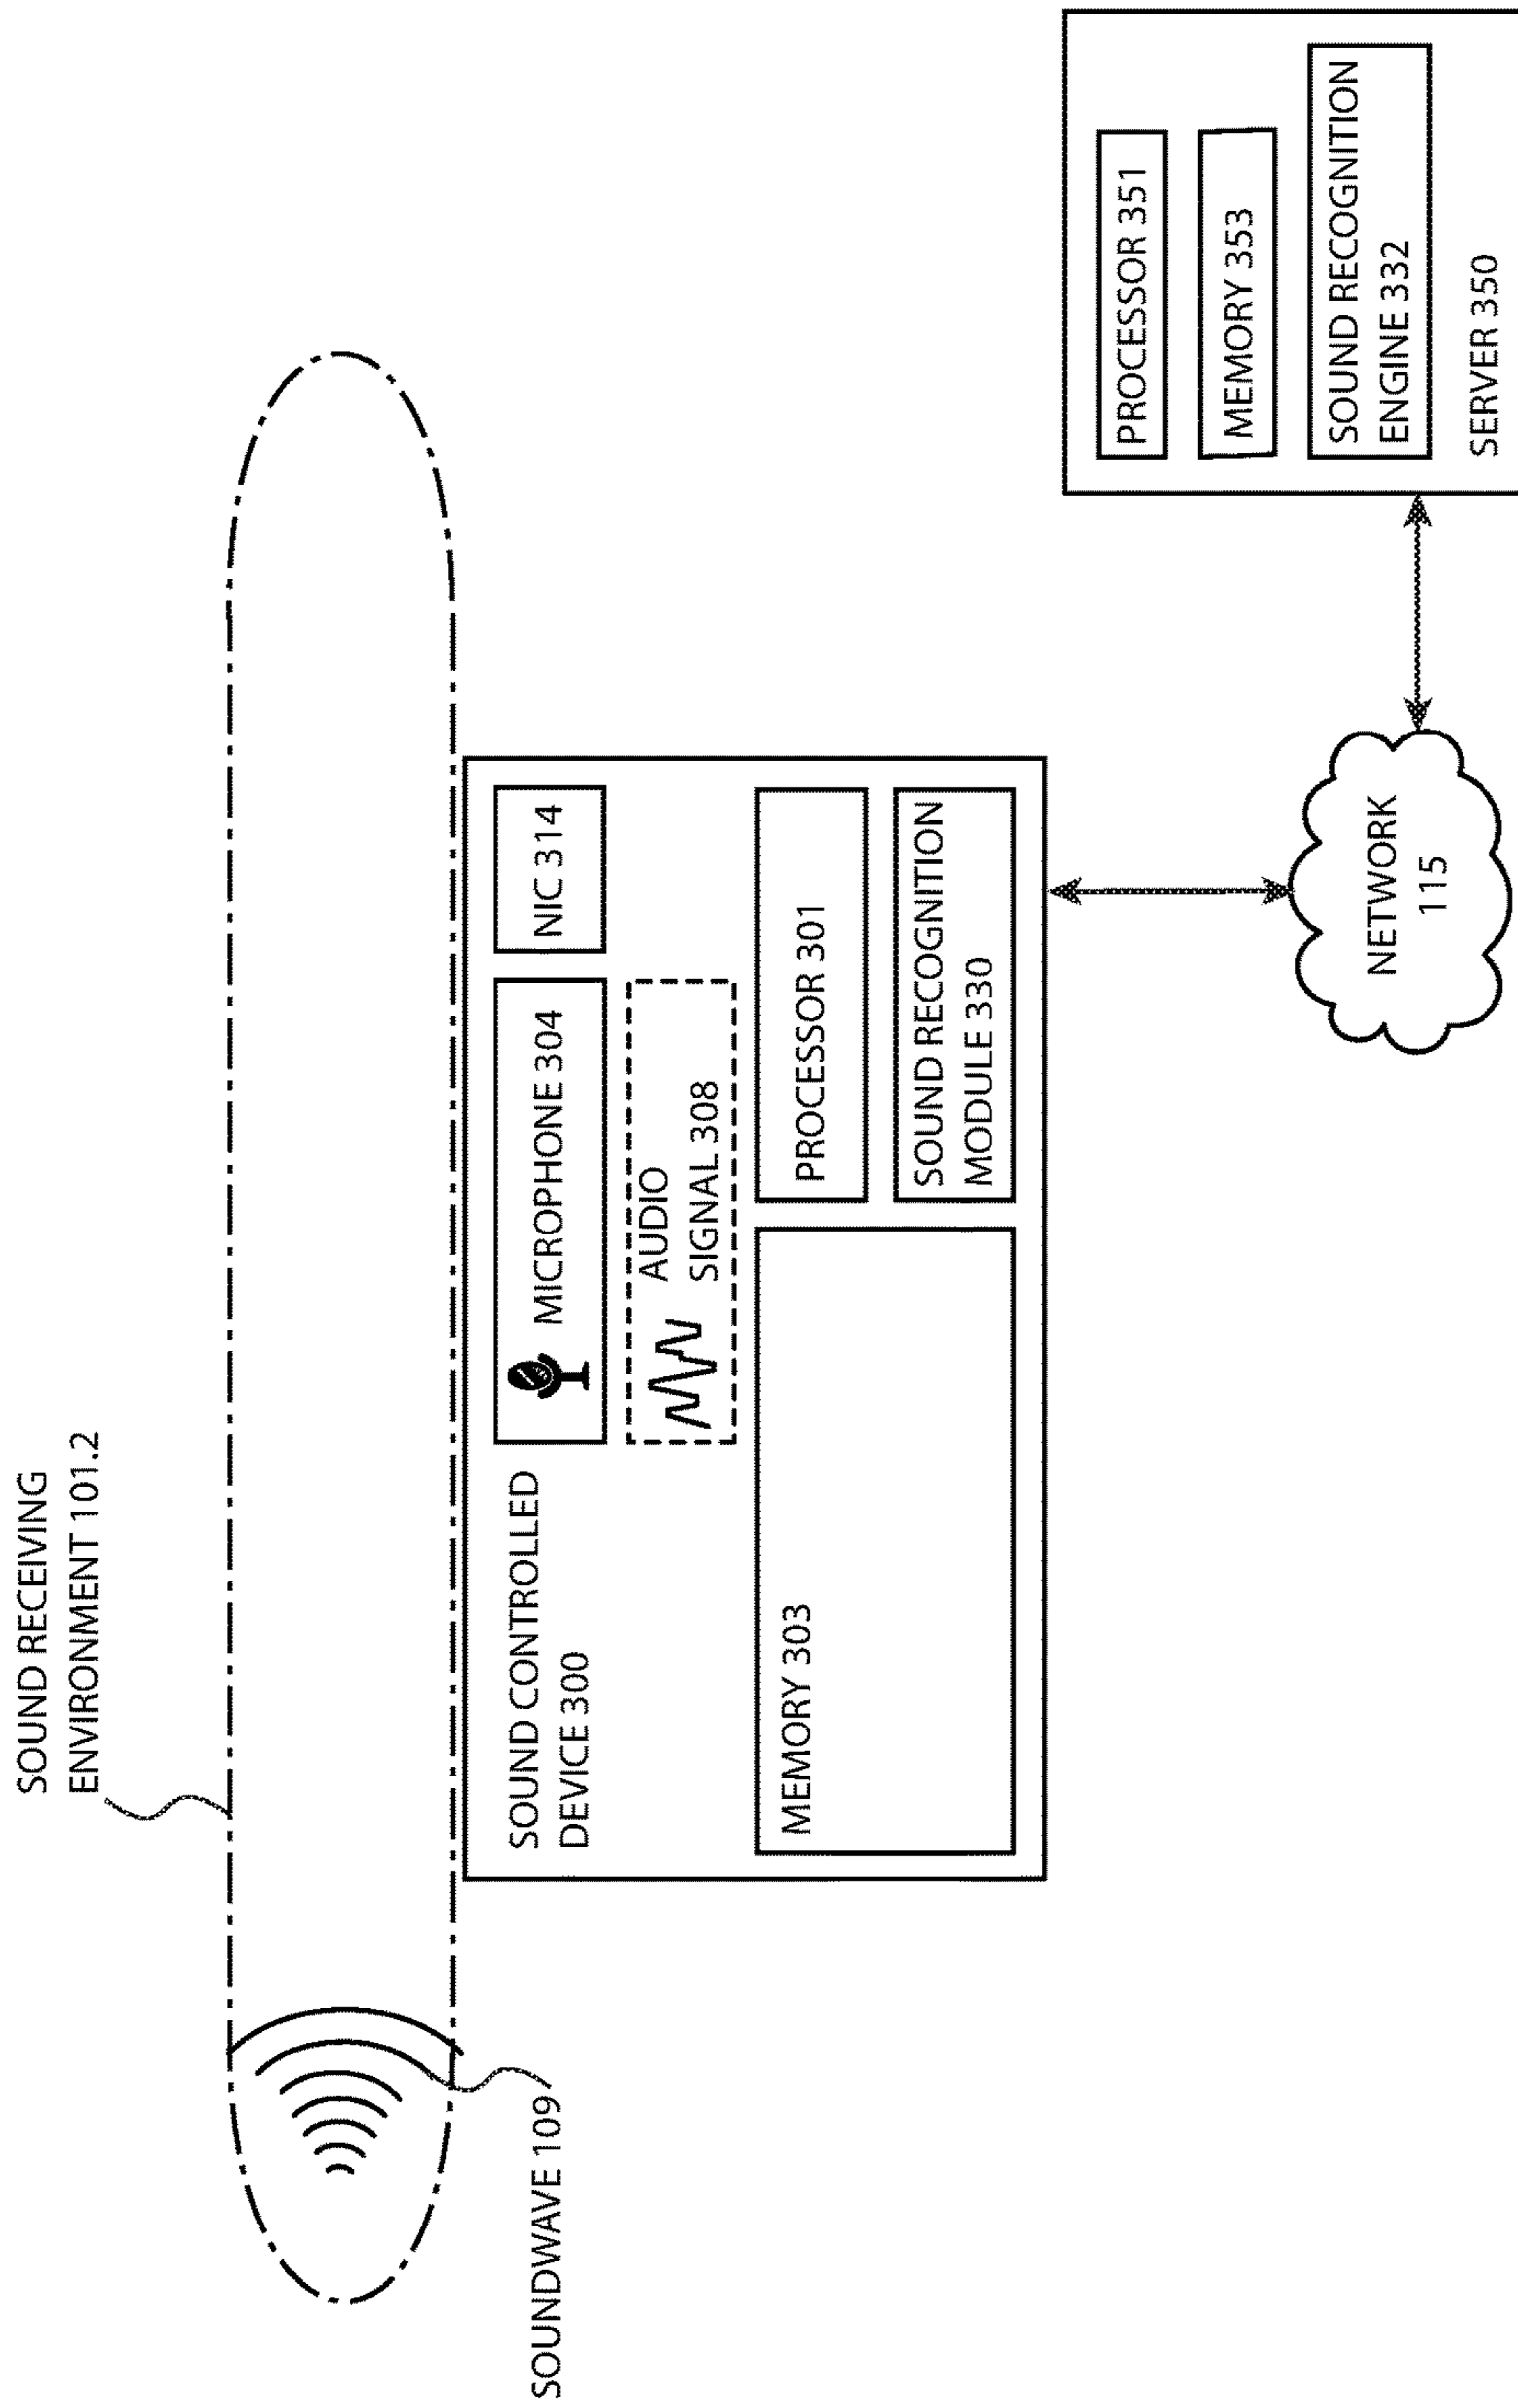 SOUND RECEIVING
ENVIRONMENT 101.2
SOUNDWAVE 109
SOUND CONTROLLED
DEVICE 300
MICROPHONE 304
NIC 314
AUDIO
SIGNAL 308
MEMORY 303
PROCESSOR 301
SOUND RECOGNITION
MODULE 330
NETWORK
115
PROCESSOR 351
MEMORY 353
SOUND RECOGNITION
ENGINE 332
SERVER 350